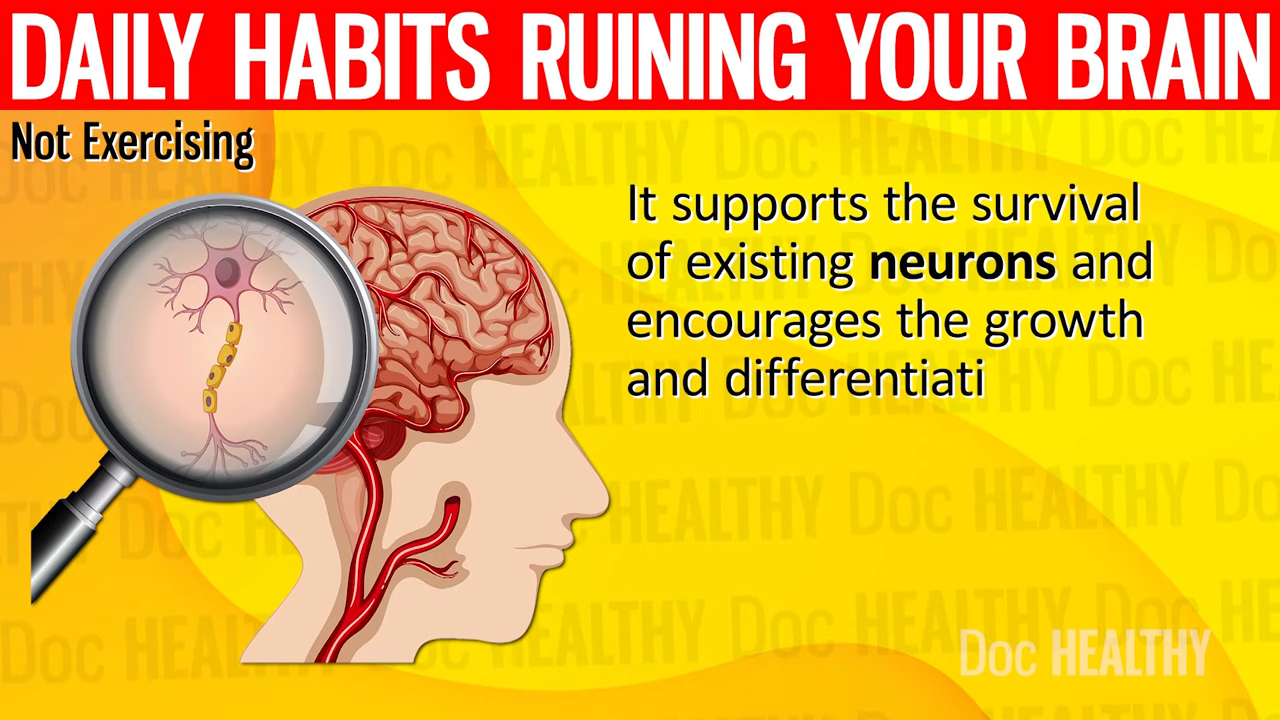 DAILY HABITS RUINING YOUR BRAIN
Not Exercising
It supports the survival
of existing neurons and
encourages the growth
and differentiati
Doc HEALTHY